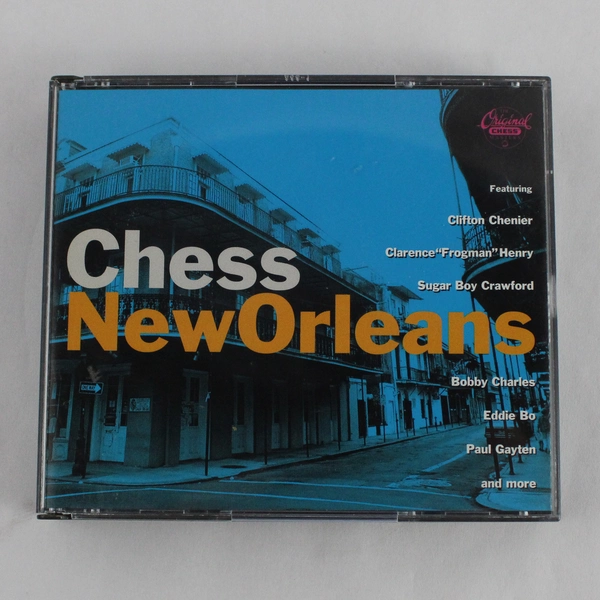 Original
CHESS
Featuring
Clifton Chenier
Clarence "Frogman" Henry
Sugar Boy Crawford
Chess
NewOrleans
Bobby Charles
Eddie Bo
Paul Gayten
and more